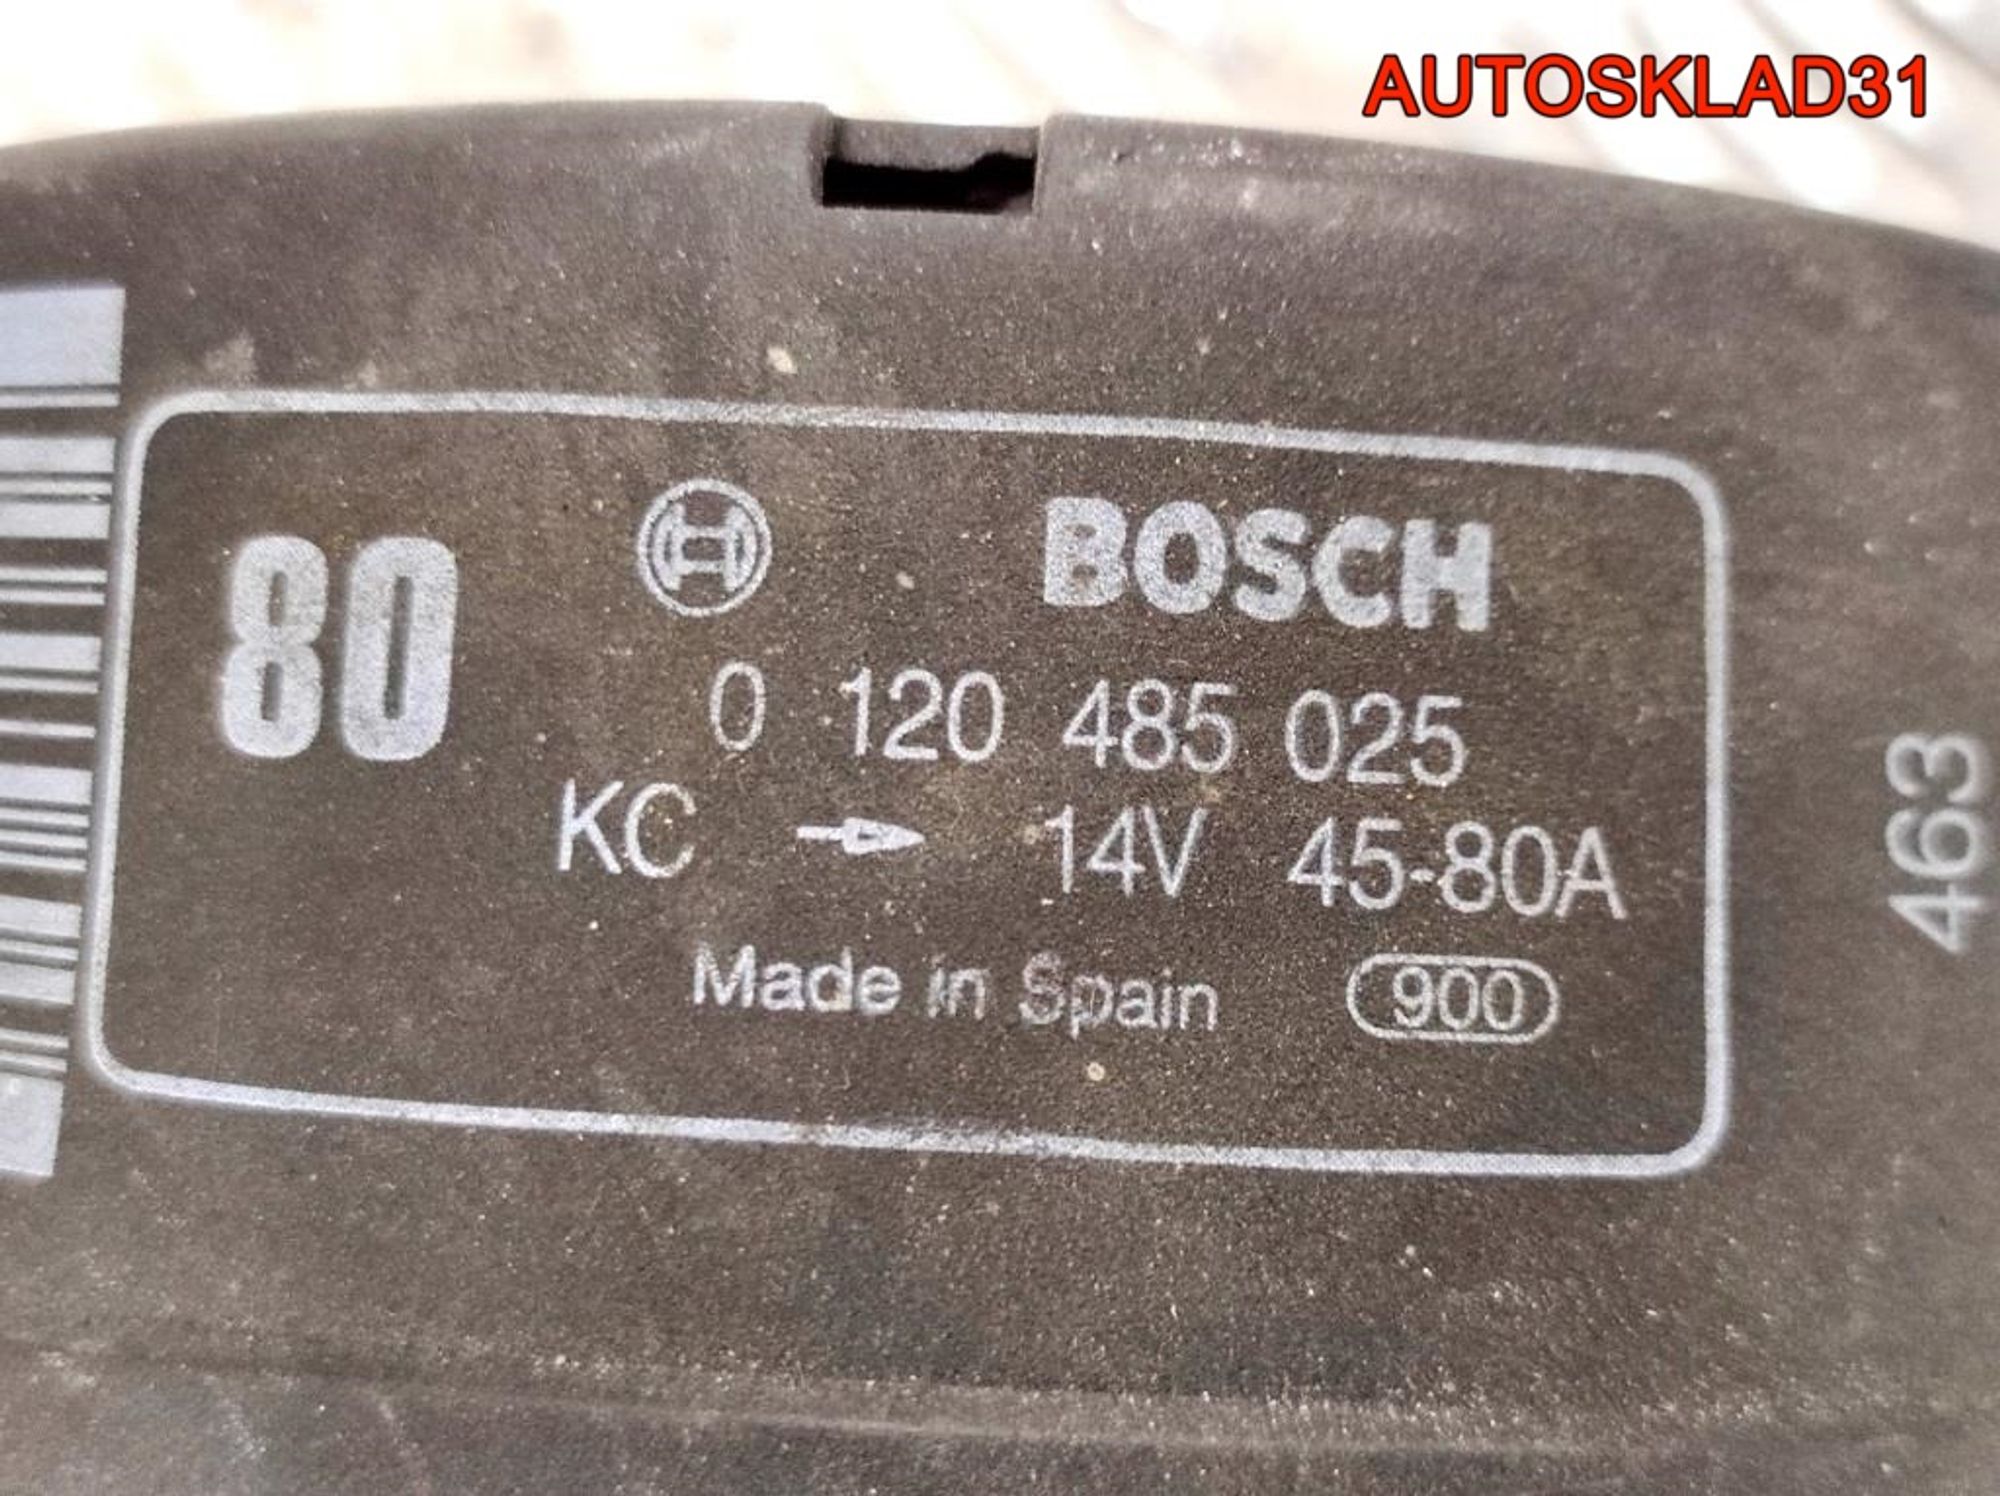 AUTOSKLAD31
80 BOSCH
0 120 485 025
KC → 14V 45-80A
Made in Spain 900
463